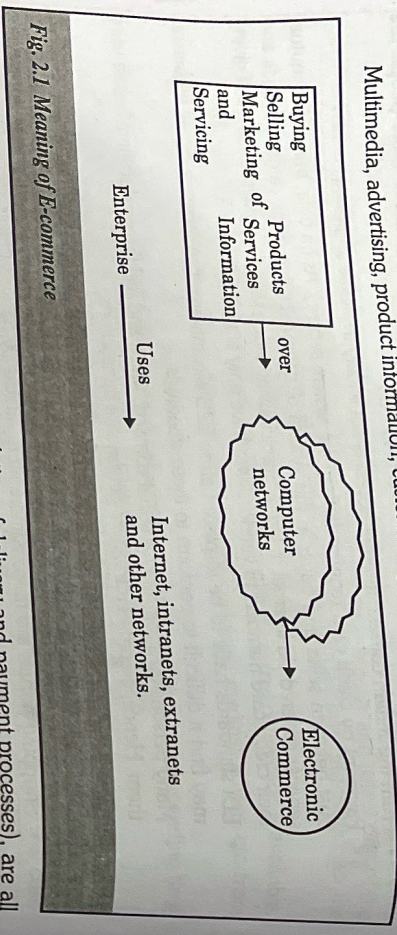 Multimedia, advertising, product information,
Buying
Selling Products
Marketing of Services
and Information
Servicing
over
Computer
networks
Electronic
Commerce
Enterprise
Uses
Internet, intranets, extranets
and other networks.
Fig. 2.1 Meaning of E-commerce
delivery and payment processes), are all